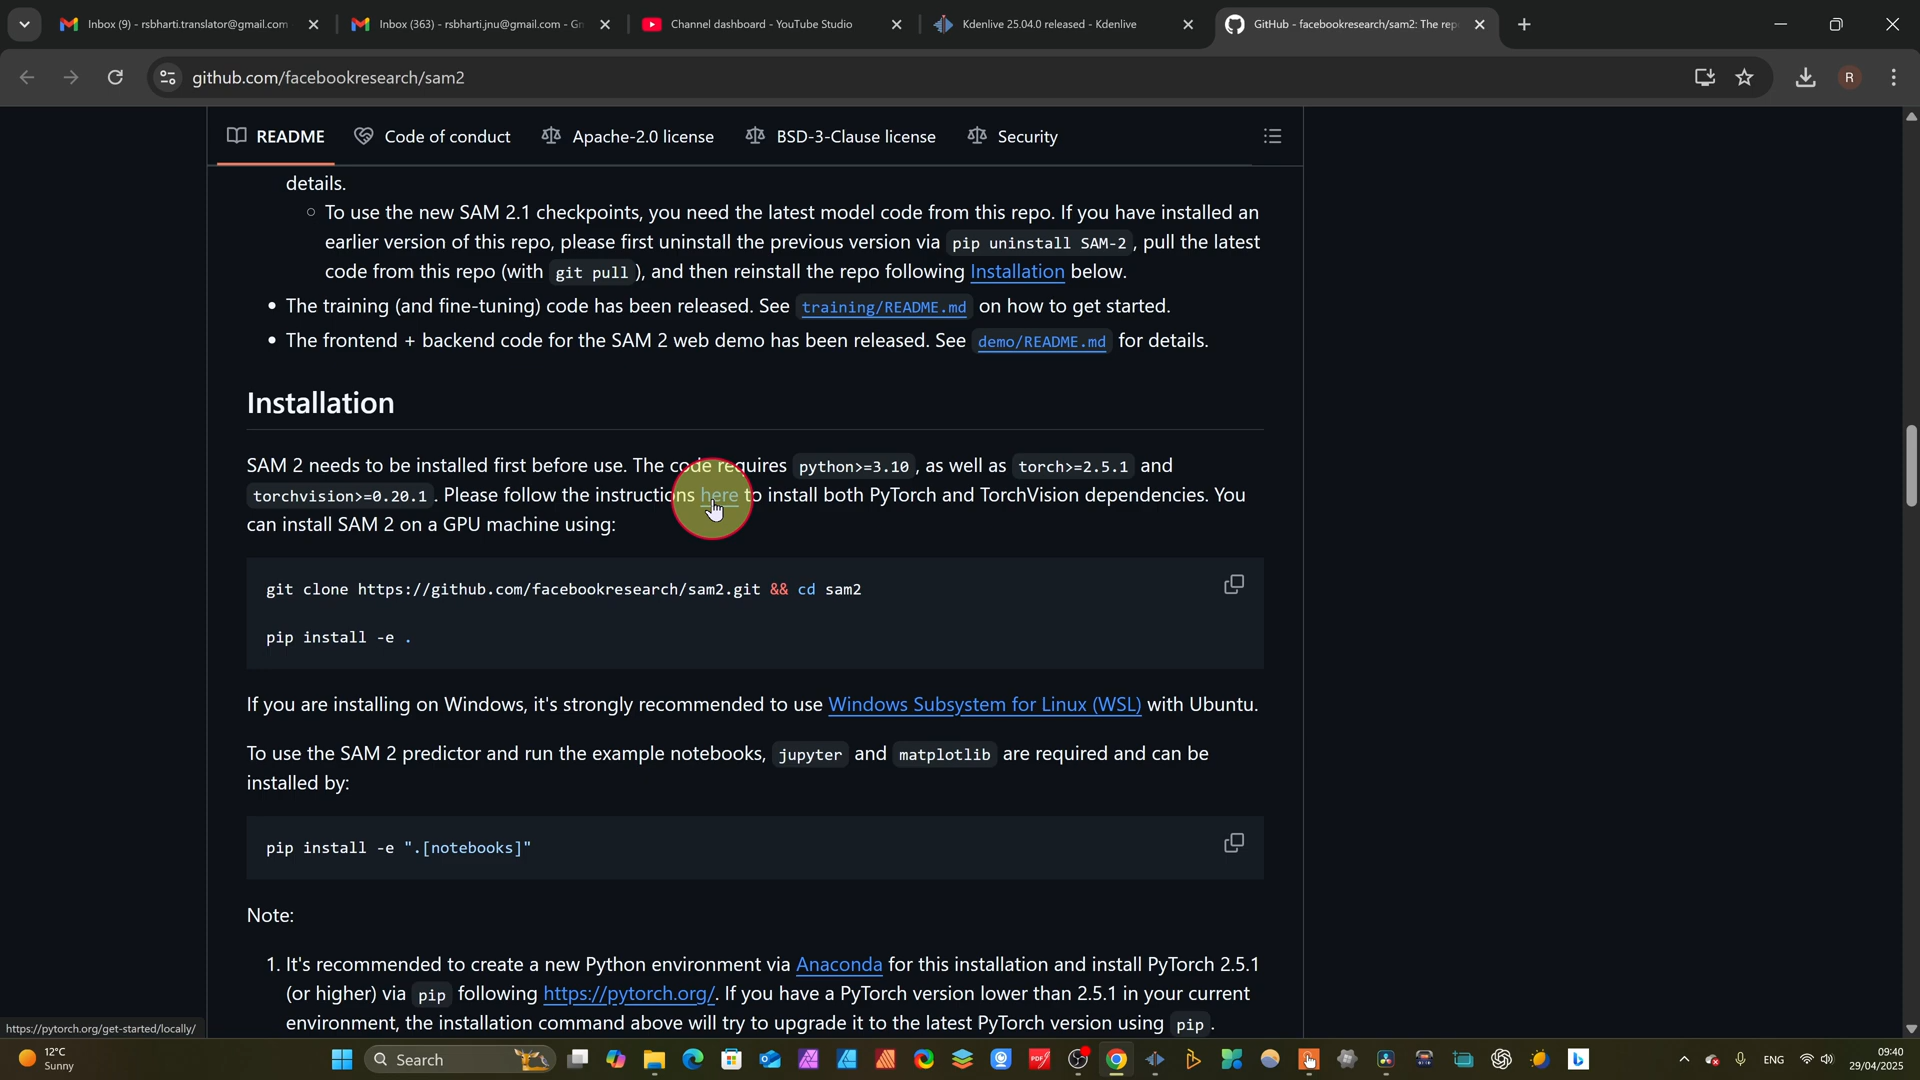 Inbox (9) - rsbharti.translator@gmail.com
Inbox (363) - rsbharti.jnu@gmail.com - Gm
Channel dashboard - YouTube Studio
Kdenlive 25.04.0 released - Kdenlive
GitHub - facebookresearch/sam2: The rep
github.com/facebookresearch/sam2
R
README
Code of conduct
Apache-2.0 license
BSD-3-Clause license
Security
details.
To use the new SAM 2.1 checkpoints, you need the latest model code from this repo. If you have installed an
earlier version of this repo, please first uninstall the previous version via pip uninstall SAM-2, pull the latest
code from this repo (with git pull), and then reinstall the repo following Installation below.
• The training (and fine-tuning) code has been released. See training/README.md on how to get started.
• The frontend + backend code for the SAM 2 web demo has been released. See demo/README.md for details.
Installation
SAM 2 needs to be installed first before use. The code requires python>=3.10, as well as torch>=2.5.1 and
torchvision>=0.20.1. Please follow the instructions here to install both PyTorch and TorchVision dependencies. You
can install SAM 2 on a GPU machine using:
git clone https://github.com/facebookresearch/sam2.git && cd sam2
pip install -e .
If you are installing on Windows, it's strongly recommended to use Windows Subsystem for Linux (WSL) with Ubuntu.
To use the SAM 2 predictor and run the example notebooks, jupyter and matplotlib are required and can be
installed by:
pip install -e ".[notebooks]"
Note:
1. It's recommended to create a new Python environment via Anaconda for this installation and install PyTorch 2.5.1
(or higher) via pip following https://pytorch.org/. If you have a PyTorch version lower than 2.5.1 in your current
environment, the installation command above will try to upgrade it to the latest PyTorch version using pip.
https://pytorch.org/get-started/locally/
12°C
Sunny
Search
PDF
ENG
09:40
29/04/2025